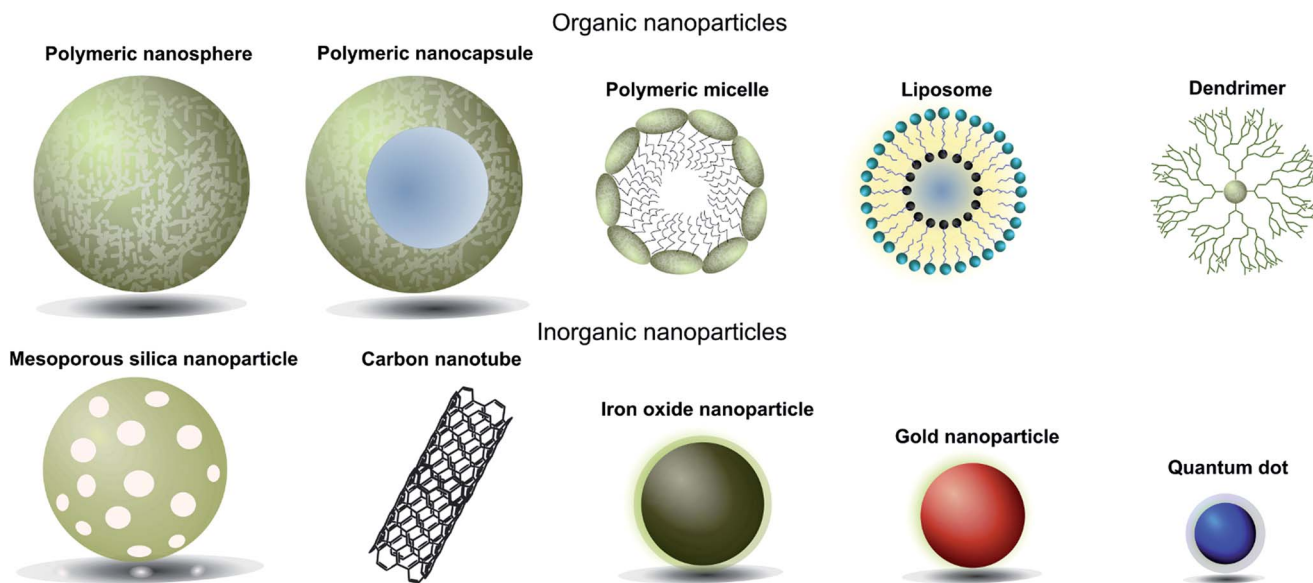 Organic nanoparticles
Polymeric nanosphere
Polymeric nanocapsule
Polymeric micelle
Liposome
Dendrimer
Inorganic nanoparticles
Mesoporous silica nanoparticle
Carbon nanotube
Iron oxide nanoparticle
Gold nanoparticle
Quantum dot